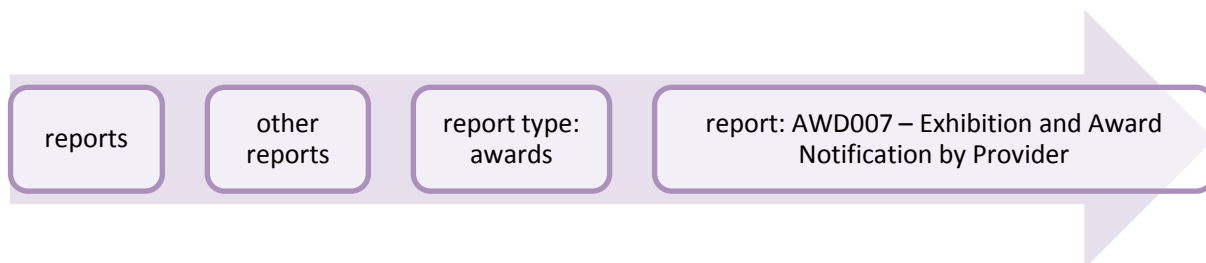 reports
other
reports
report type:
awards
report: AWD007 – Exhibition and Award
Notification by Provider